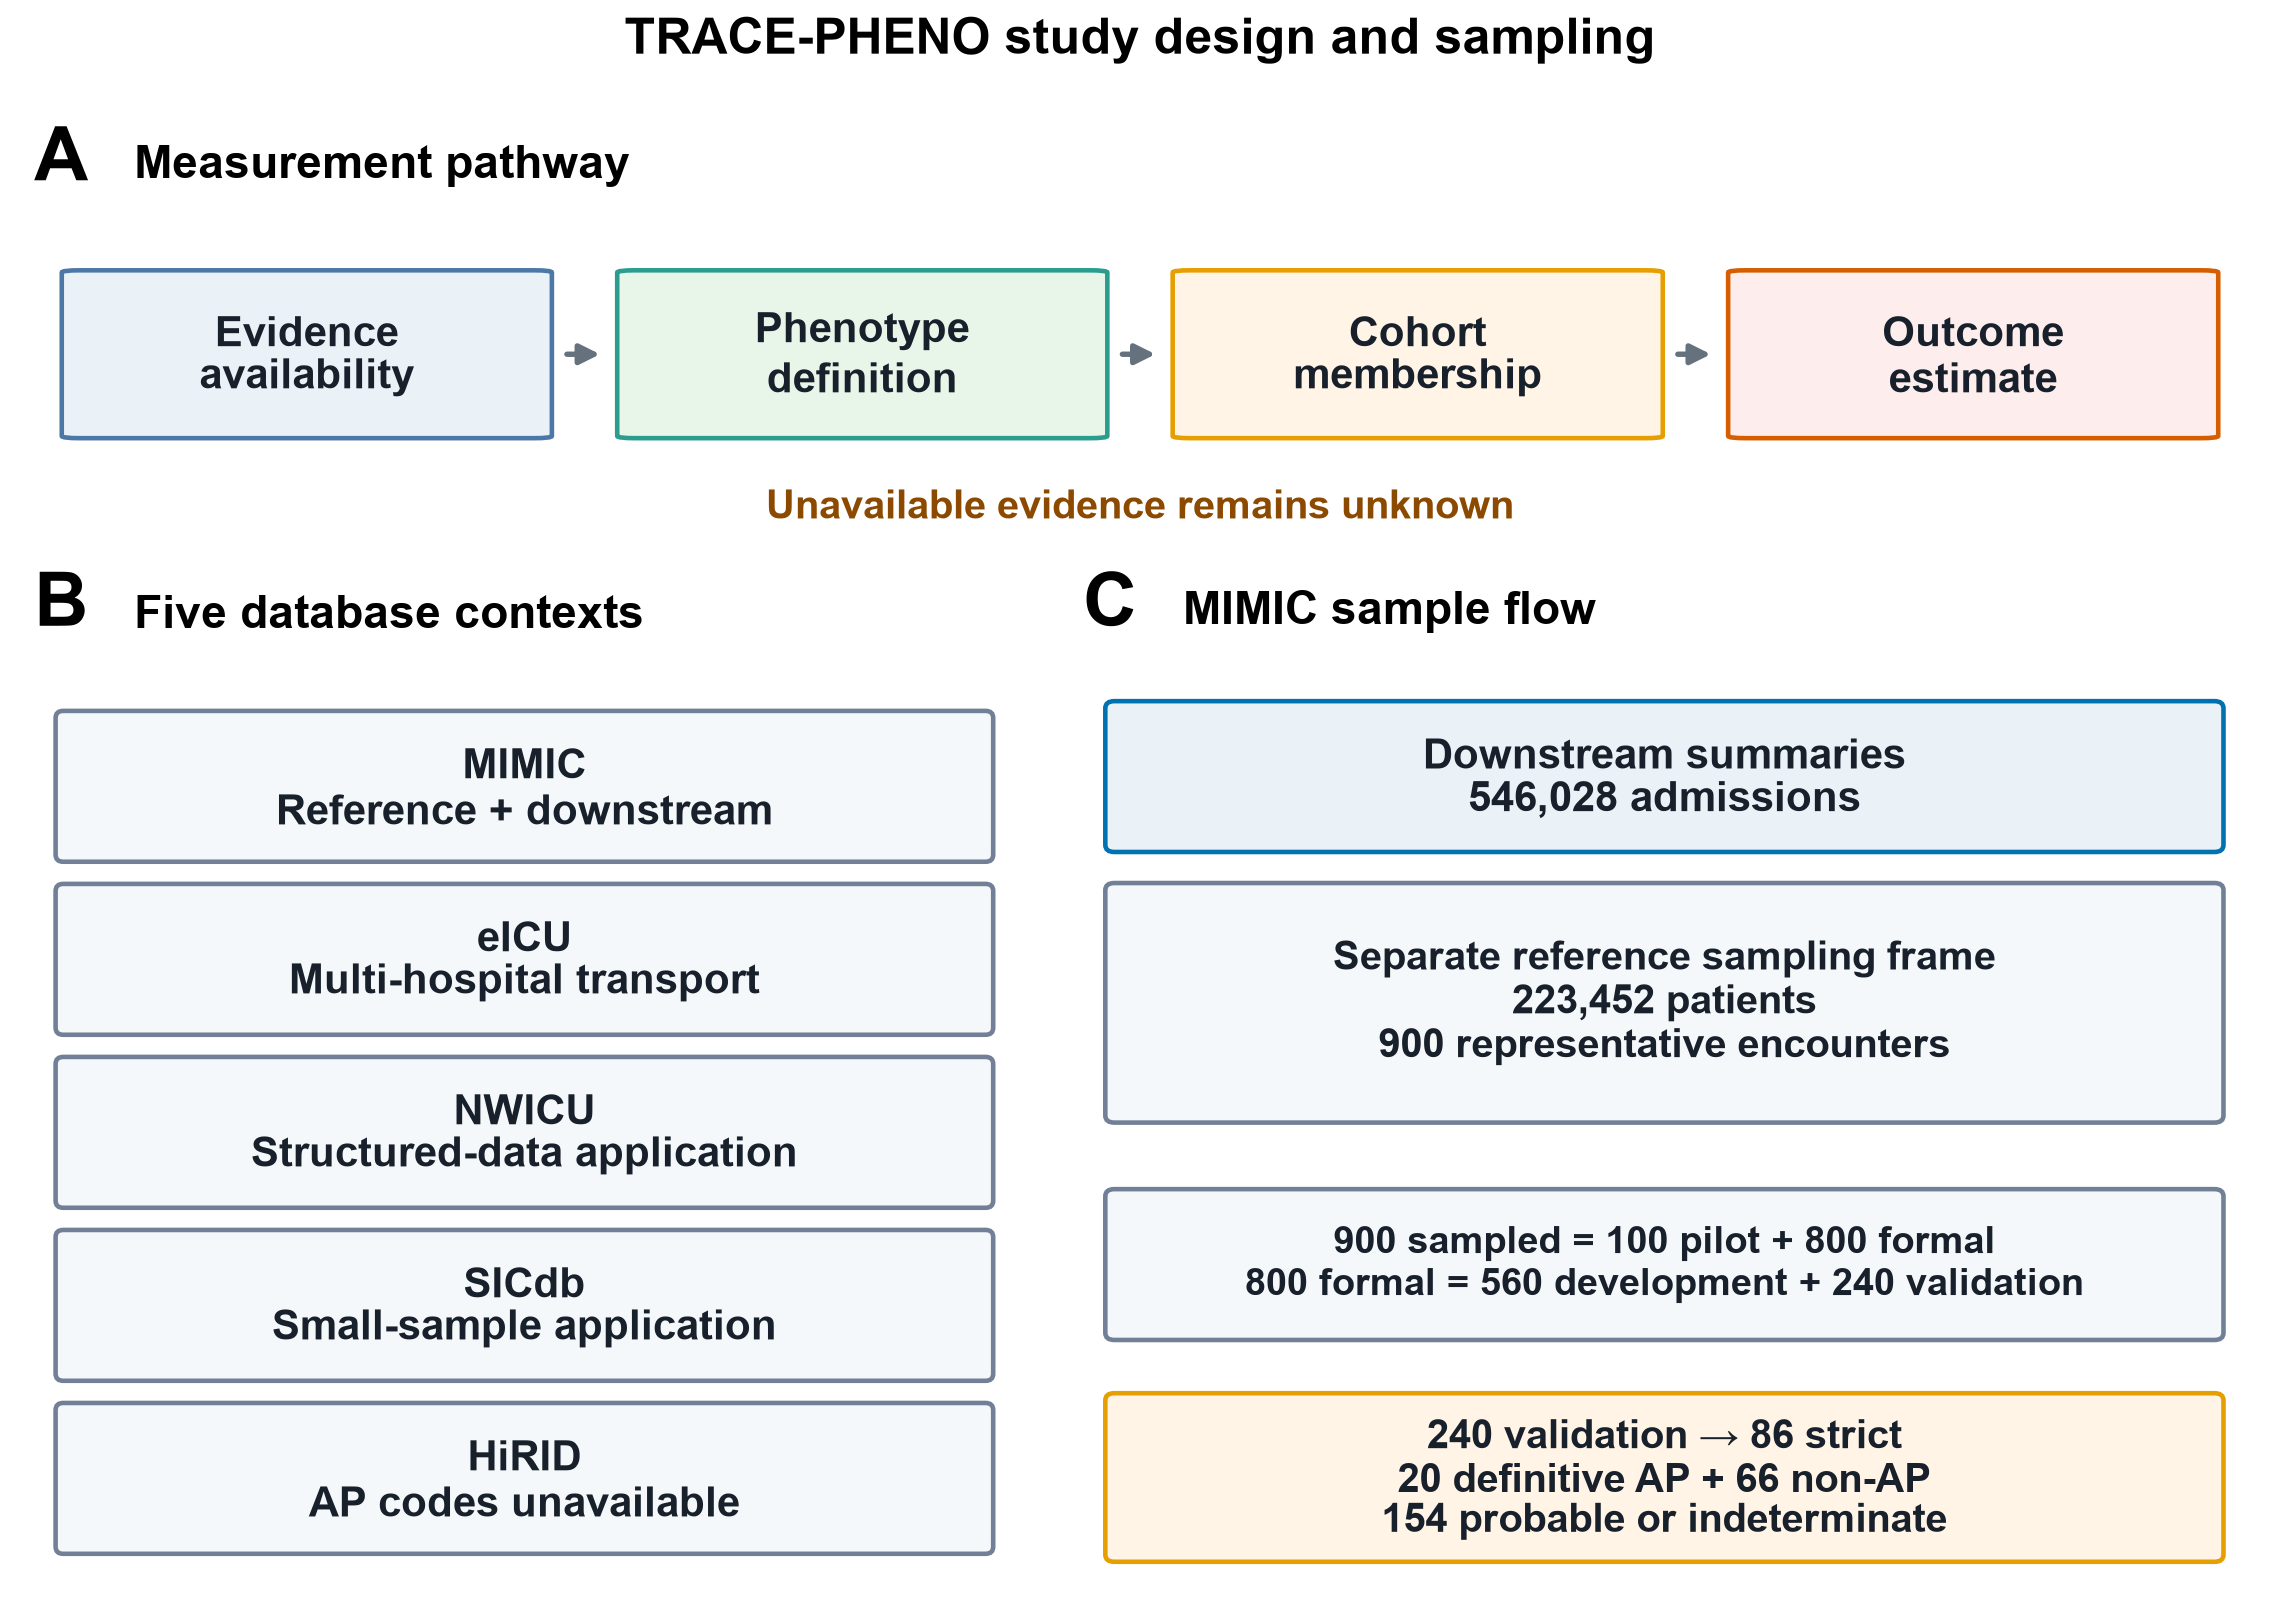 TRACE-PHENO study design and sampling
A Measurement pathway
Evidence
availability
Phenotype
definition
Cohort
membership
Outcome
estimate
Unavailable evidence remains unknown
B Five database contexts
MIMIC
Reference + downstream
eICU
Multi-hospital transport
NWICU
Structured-data application
SICdb
Small-sample application
HiRID
AP codes unavailable
C MIMIC sample flow
Downstream summaries
546,028 admissions
Separate reference sampling frame
223,452 patients
900 representative encounters
900 sampled = 100 pilot + 800 formal
800 formal = 560 development + 240 validation
240 validation → 86 strict
20 definitive AP + 66 non-AP
154 probable or indeterminate